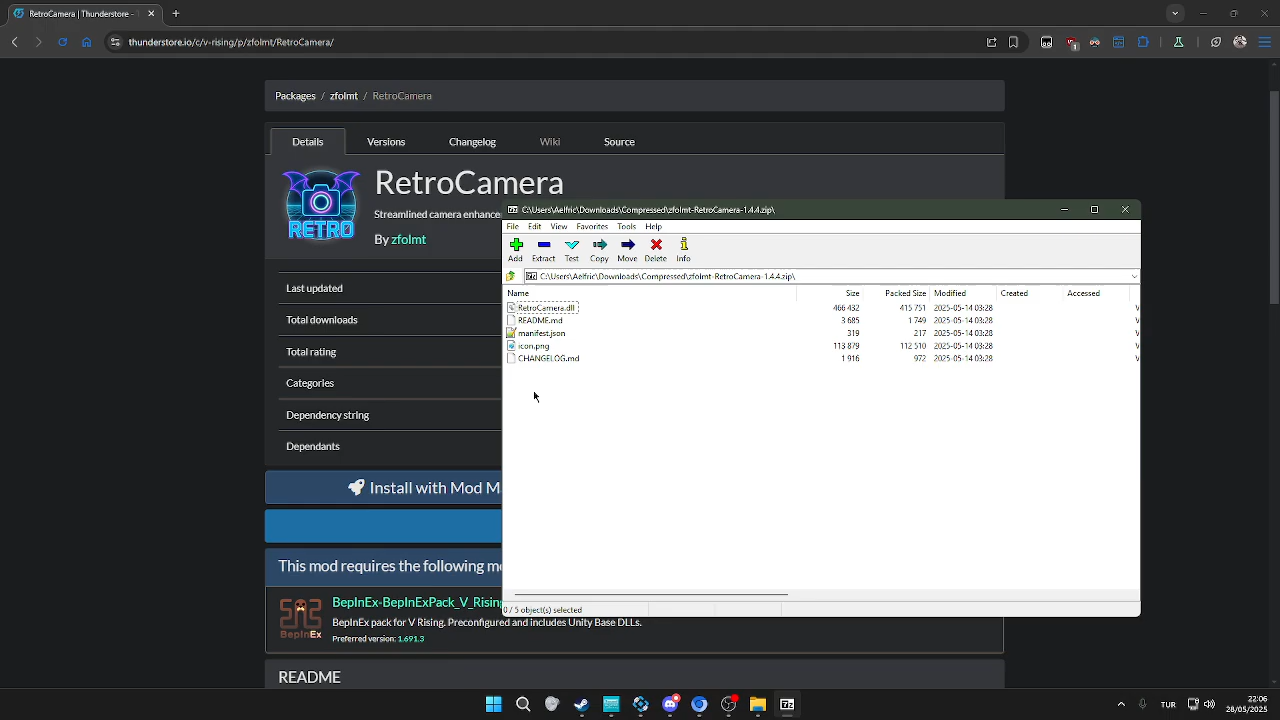 RetroCamera | Thunderstore -
thunderstore.io/c/v-rising/p/zfolmt/RetroCamera/
1
Packages / zfolmt / RetroCamera
Details Versions Changelog Wiki Source
RETRO
RetroCamera
Streamlined camera enhance
By zfolmt
Last updated
Total downloads
Total rating
Categories
Dependency string
Dependants
Install with Mod M
This mod requires the following mo
BepInEx
BepInEx-BepInExPack_V_Rising
BepInEx pack for V Rising. Preconfigured and includes Unity Base DLLs.
Preferred version: 1.691.3
README
C:\Users\Aelfric\Downloads\Compressed\zfolmt-RetroCamera-1.4.4.zip\
File Edit View Favorites Tools Help
Add Extract Test Copy Move Delete Info
C:\Users\Aelfric\Downloads\Compressed\zfolmt-RetroCamera-1.4.4.zip\
Name Size Packed Size Modified Created Accessed
RetroCamera.dll 466 432 415 751 2025-05-14 03:28
README.md 3 685 1 749 2025-05-14 03:28
manifest.json 319 217 2025-05-14 03:28
icon.png 113 879 112 510 2025-05-14 03:28
CHANGELOG.md 1 916 972 2025-05-14 03:28
0 / 5 object(s) selected
TUR
22:06
28/05/2025